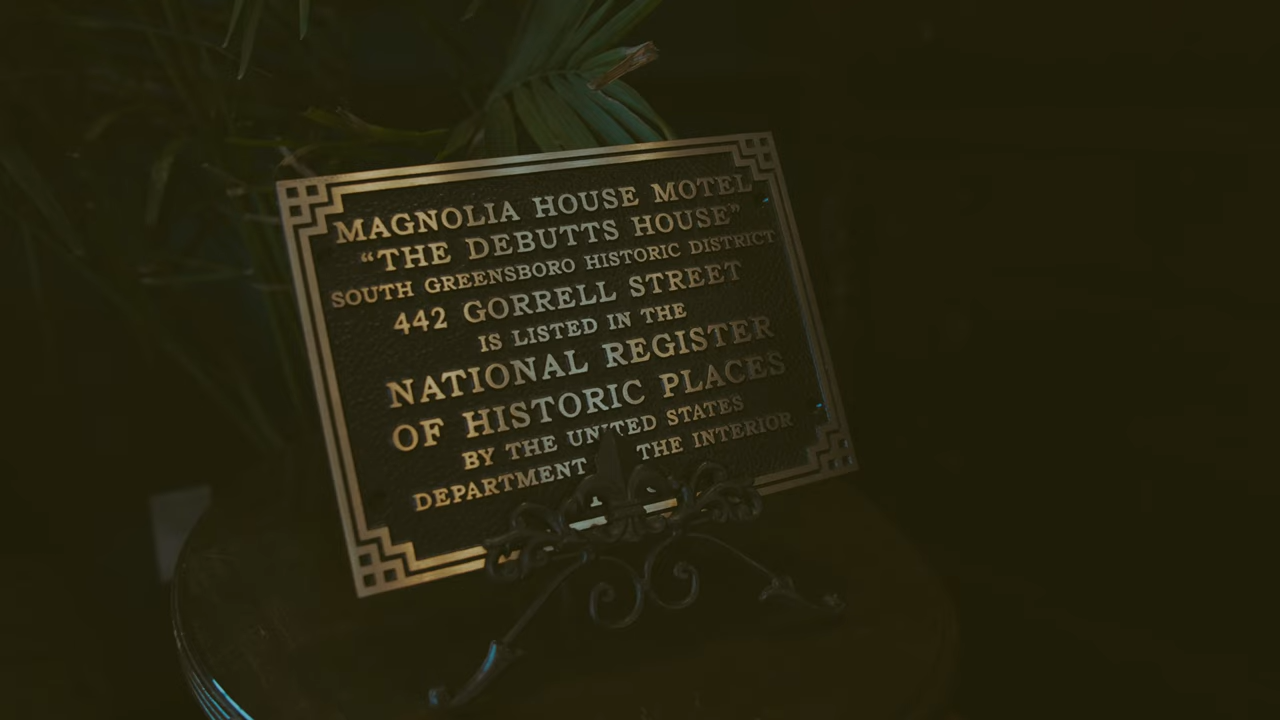 MAGNOLIA HOUSE MOTEL
“THE DEBUTTS HOUSE”
SOUTH GREENSBORO HISTORIC DISTRICT
442 GORRELL STREET
IS LISTED IN THE
NATIONAL REGISTER
OF HISTORIC PLACES
BY THE UNITED STATES
DEPARTMENT THE INTERIOR